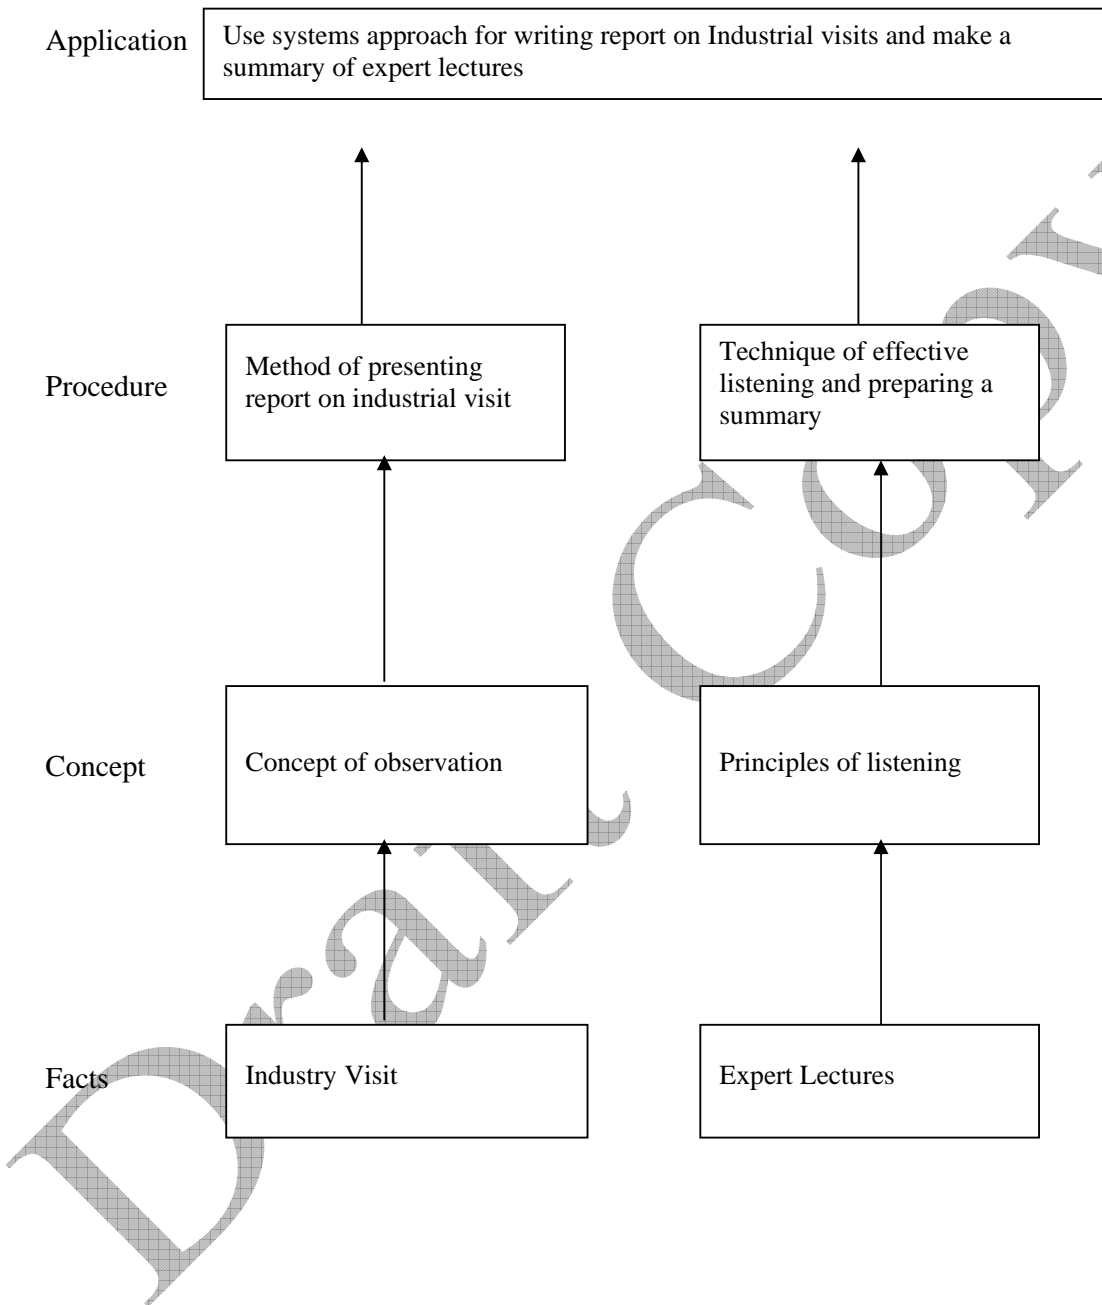 Application
Use systems approach for writing report on Industrial visits and make a
summary of expert lectures
Procedure
Method of presenting
report on industrial visit
Technique of effective
listening and preparing a
summary
Concept
Concept of observation
Principles of listening
Facts
Industry Visit
Expert Lectures
Draft Copy